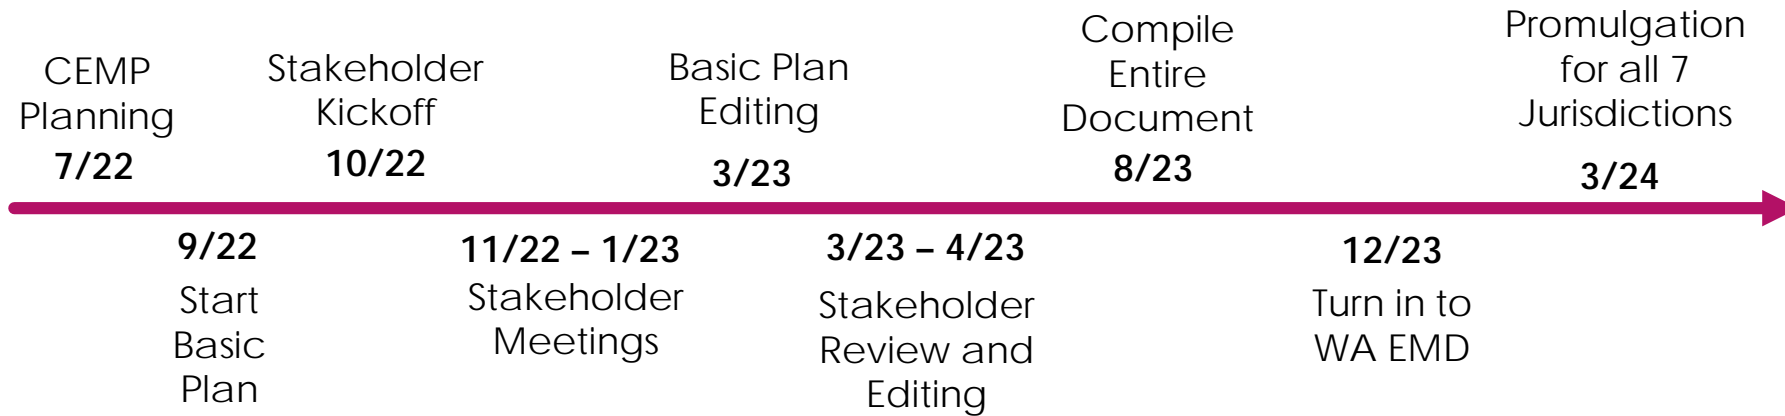 CEMP
Planning
7/22
Stakeholder
Kickoff
10/22
Basic Plan
Editing
3/23
Compile
Entire
Document
8/23
Promulgation
for all 7
Jurisdictions
3/24
9/22
Start
Basic
Plan
11/22 – 1/23
Stakeholder
Meetings
3/23 – 4/23
Stakeholder
Review and
Editing
12/23
Turn in to
WA EMD